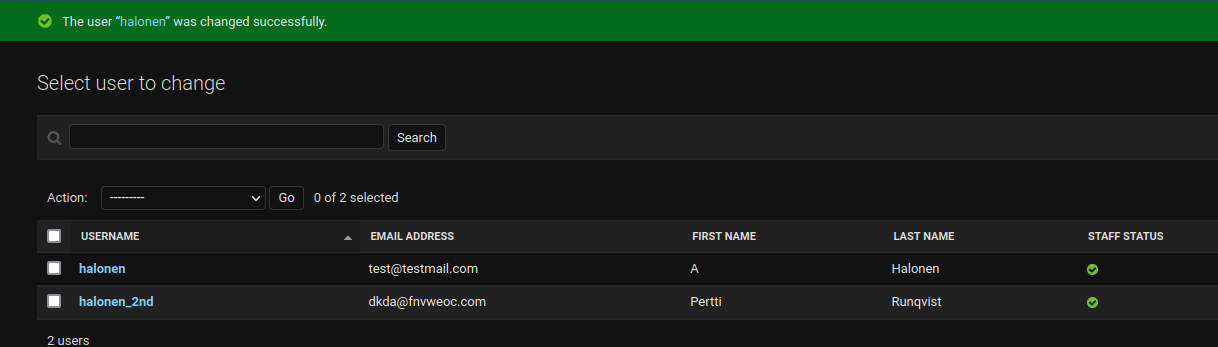 The user “halonen” was changed successfully.
Select user to change
Search
Action: --------- Go 0 of 2 selected
USERNAME EMAIL ADDRESS FIRST NAME LAST NAME STAFF STATUS
halonen test@testmail.com A Halonen
halonen_2nd dkda@fnvweoc.com Pertti Runqvist
2 users